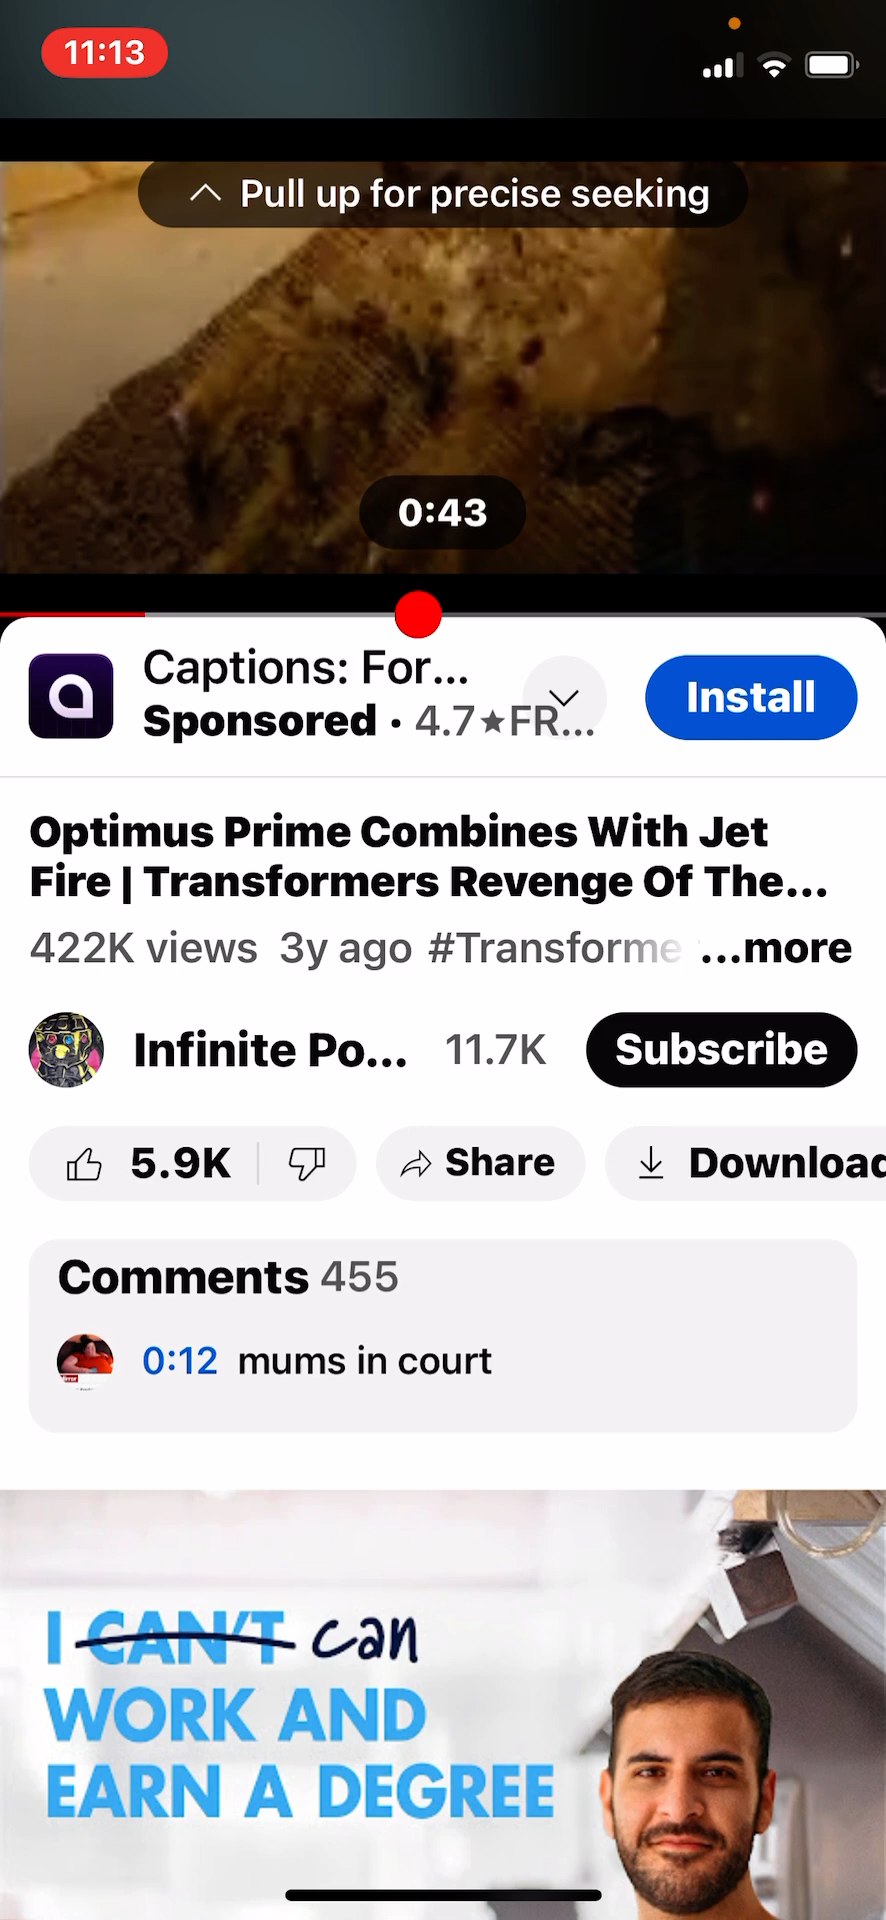 11:13
Pull up for precise seeking
0:43
Captions: For...
Sponsored • 4.7★FR...
Install
Optimus Prime Combines With Jet
Fire | Transformers Revenge Of The...
422K views 3y ago #Transforme ...more
Infinite Po... 11.7K Subscribe
5.9K Share Download
Comments 455
0:12 mums in court
I CAN'T can
WORK AND
EARN A DEGREE